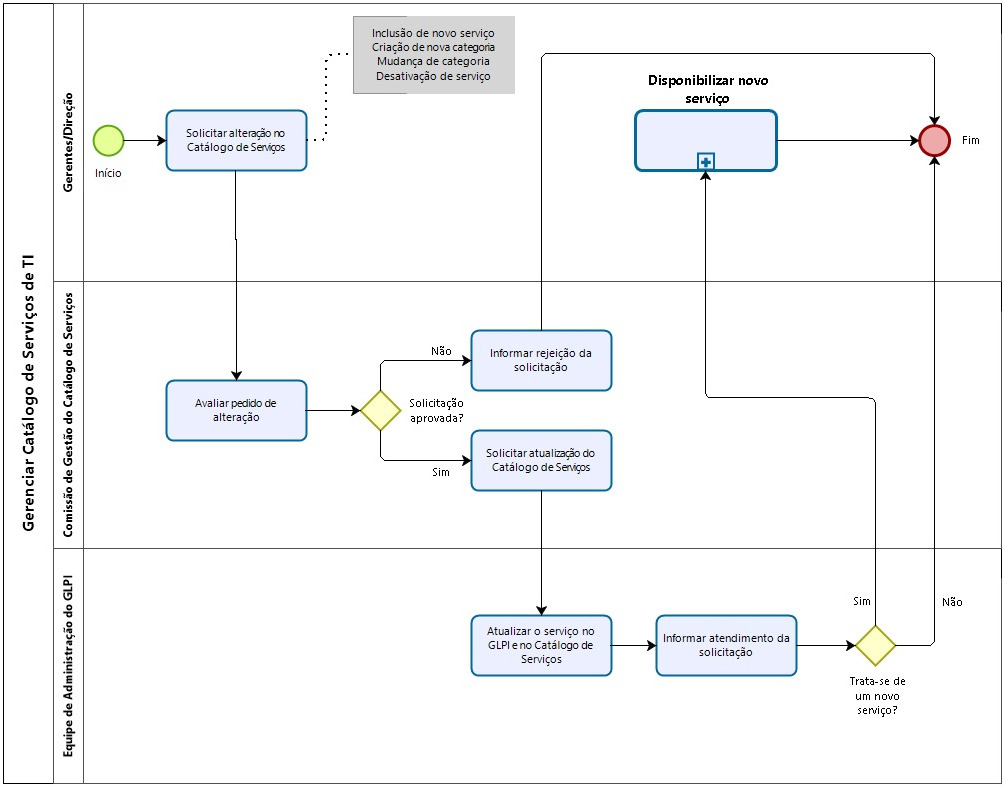 Gerenciar Catálogo de Serviços de TI
Gerentes/Direção
Início
Solicitar alteração no
Catálogo de Serviços
Inclusão de novo serviço
Criação de nova categoria
Mudança de categoria
Desativação de serviço
Disponibilizar novo
serviço
Fim
Comissão de Gestão do Catálogo de Serviços
Avaliar pedido de
alteração
Solicitação
aprovada?
Não
Informar rejeição da
solicitação
Sim
Solicitar atualização do
Catálogo de Serviços
Equipe de Administração do GLPI
Atualizar o serviço no
GLPI e no Catálogo de
Serviços
Informar atendimento da
solicitação
Sim
Não
Trata-se de
um novo
serviço?